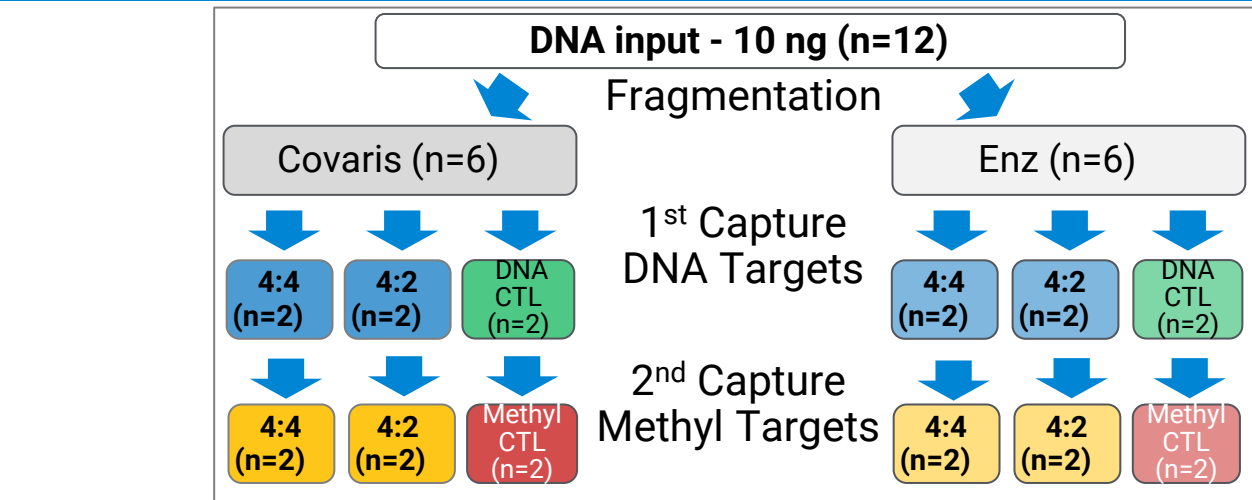 DNA input - 10 ng (n=12)
Fragmentation
Covaris (n=6)
Enz (n=6)
1st Capture
DNA Targets
4:4
(n=2)
4:2
(n=2)
DNA
CTL
(n=2)
4:4
(n=2)
4:2
(n=2)
DNA
CTL
(n=2)
2nd Capture
Methyl Targets
4:4
(n=2)
4:2
(n=2)
Methyl
CTL
(n=2)
4:4
(n=2)
4:2
(n=2)
Methyl
CTL
(n=2)